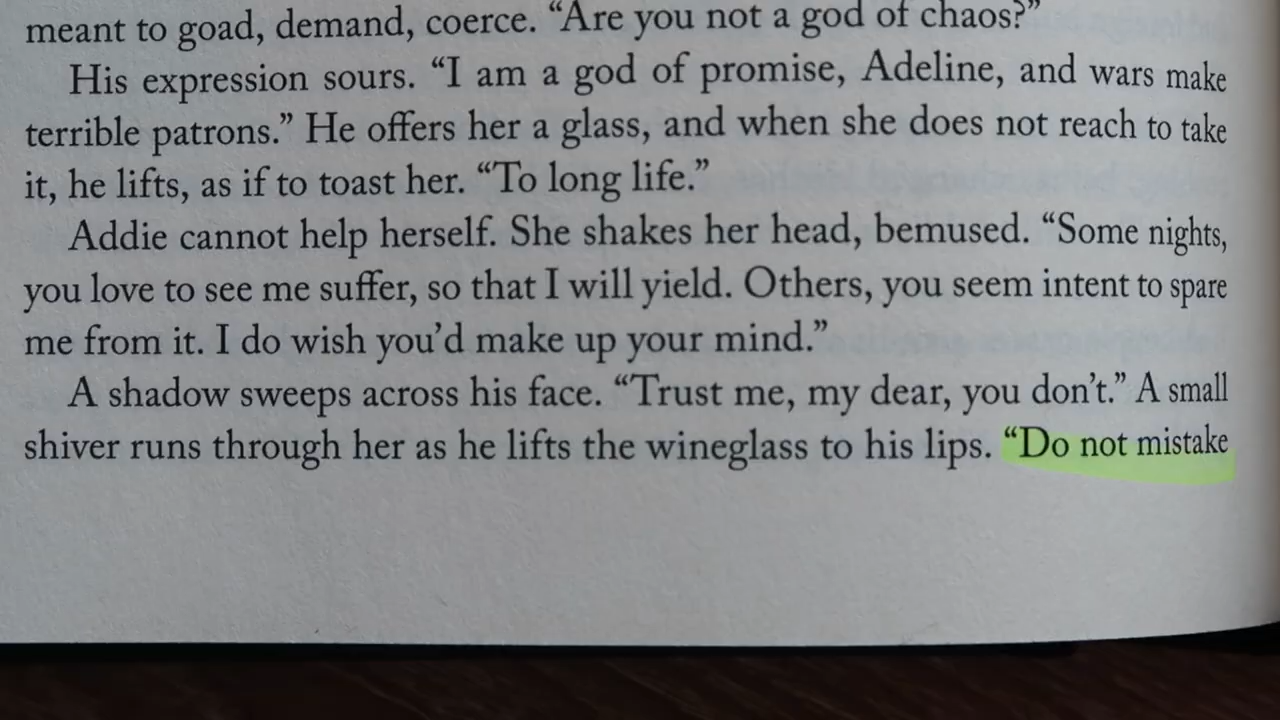 meant to goad, demand, coerce. “Are you not a god of chaos?”
His expression sours. “I am a god of promise, Adeline, and wars make
terrible patrons.” He offers her a glass, and when she does not reach to take
it, he lifts, as if to toast her. “To long life.”
Addie cannot help herself. She shakes her head, bemused. “Some nights,
you love to see me suffer, so that I will yield. Others, you seem intent to spare
me from it. I do wish you’d make up your mind.”
A shadow sweeps across his face. “Trust me, my dear, you don’t.” A small
shiver runs through her as he lifts the wineglass to his lips. “Do not mistake